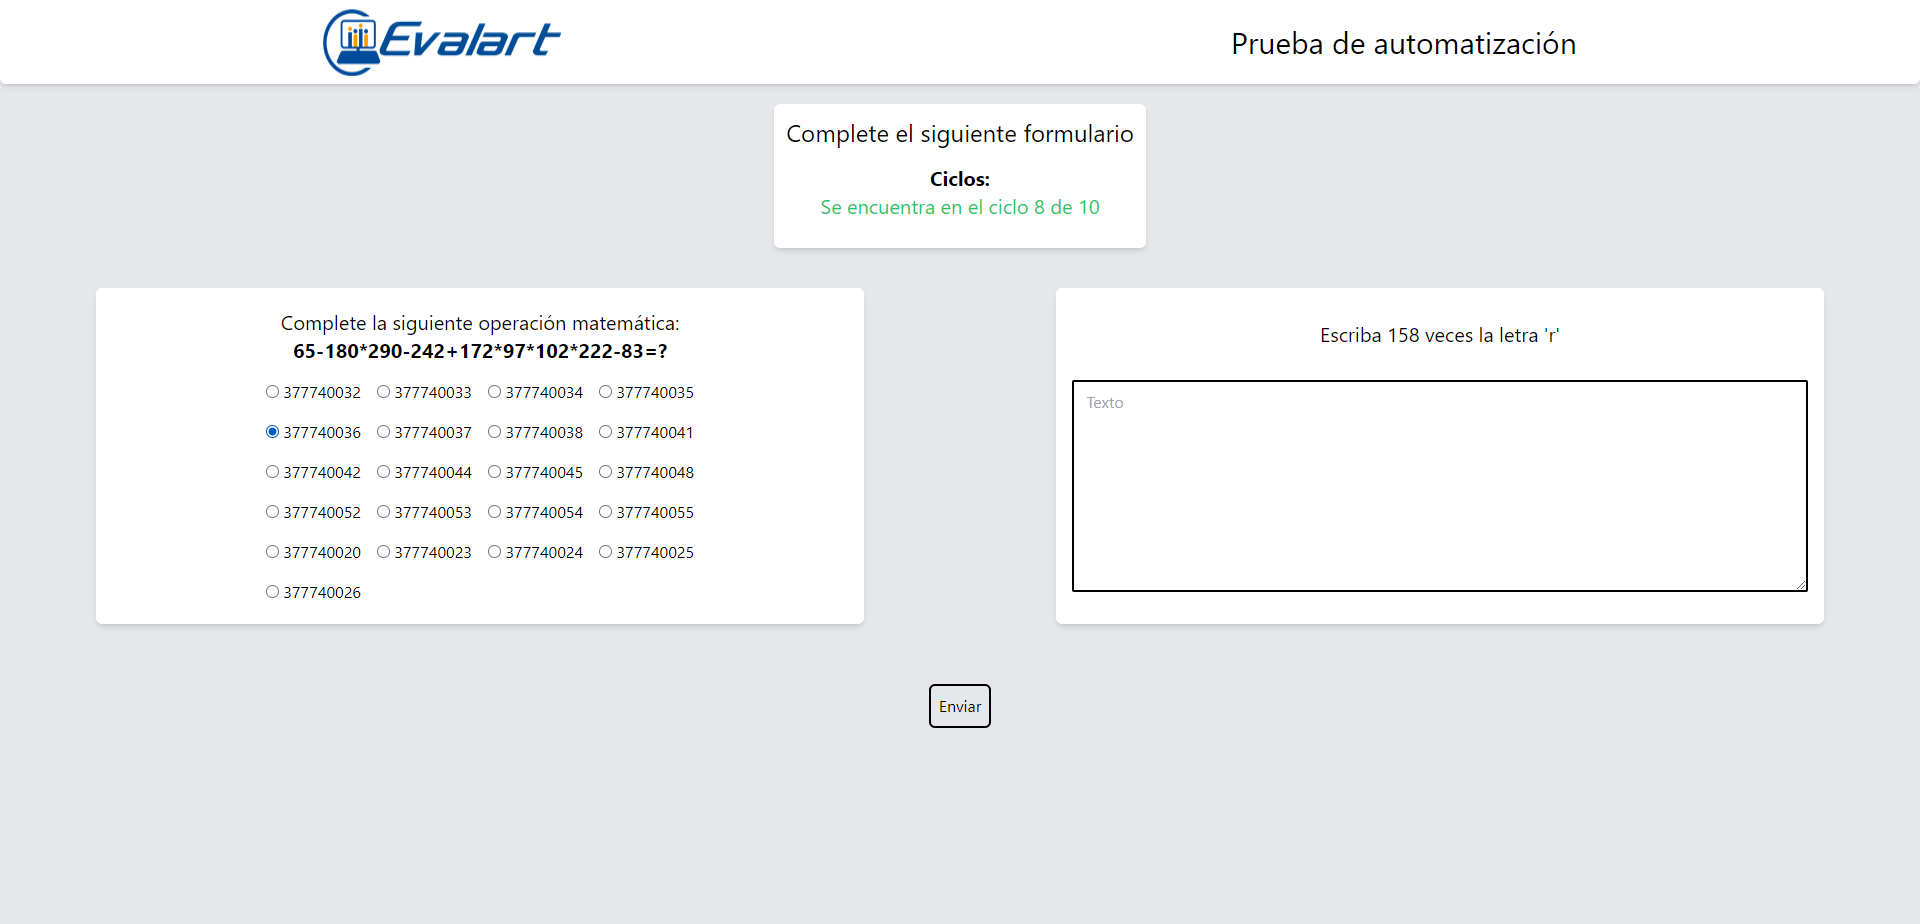 Evalart
Prueba de automatización
Complete el siguiente formulario
Ciclos:
Se encuentra en el ciclo 8 de 10
Complete la siguiente operación matemática:
65-180*290-242+172*97*102*222-83=?
377740032 377740033 377740034 377740035
377740036 377740037 377740038 377740041
377740042 377740044 377740045 377740048
377740052 377740053 377740054 377740055
377740020 377740023 377740024 377740025
377740026
Escriba 158 veces la letra 'r'
Texto
Enviar